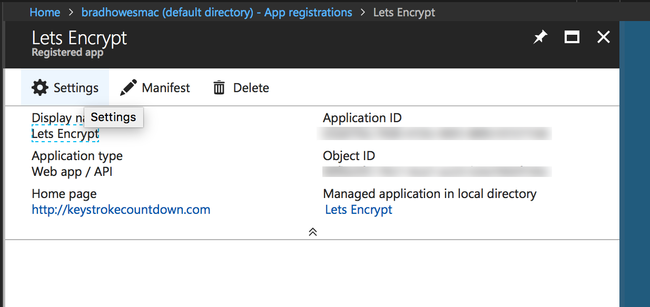 Home > bradhowesmac (default directory) - App registrations > Lets Encrypt
Lets Encrypt
Registered app
Settings Manifest Delete
Settings
Display na
Lets Encrypt
Application ID
Application type
Web app / API
Object ID
Home page
http://keystrokecountdown.com
Managed application in local directory
Lets Encrypt